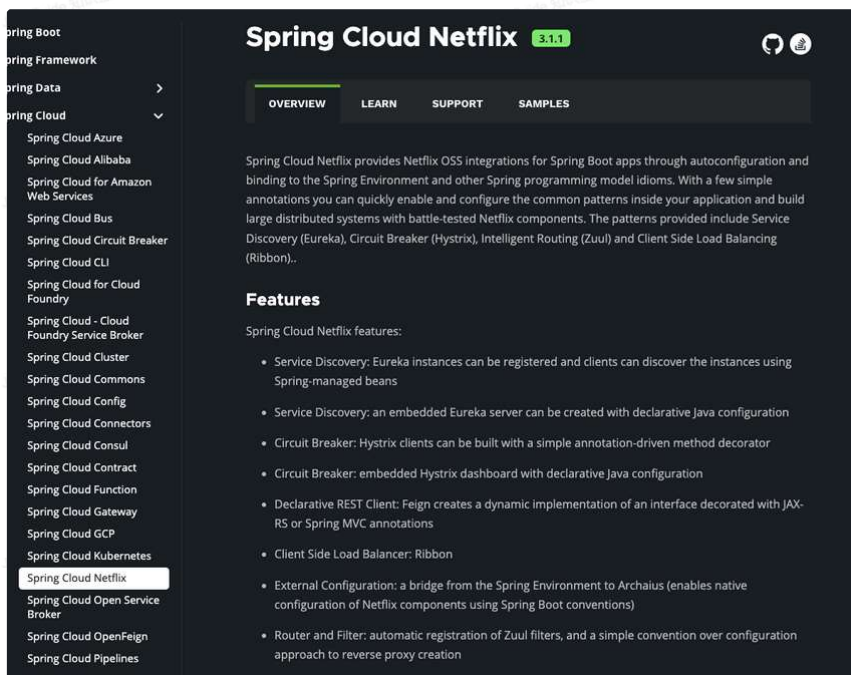 pring Boot
pring Framework
pring Data
pring Cloud
Spring Cloud Azure
Spring Cloud Alibaba
Spring Cloud for Amazon
Web Services
Spring Cloud Bus
Spring Cloud Circuit Breaker
Spring Cloud CLI
Spring Cloud for Cloud
Foundry
Spring Cloud - Cloud
Foundry Service Broker
Spring Cloud Cluster
Spring Cloud Commons
Spring Cloud Config
Spring Cloud Connectors
Spring Cloud Consul
Spring Cloud Contract
Spring Cloud Function
Spring Cloud Gateway
Spring Cloud GCP
Spring Cloud Kubernetes
Spring Cloud Netflix
Spring Cloud Open Service
Broker
Spring Cloud OpenFeign
Spring Cloud Pipelines
Spring Cloud Netflix 3.1.1
OVERVIEW LEARN SUPPORT SAMPLES
Spring Cloud Netflix provides Netflix OSS integrations for Spring Boot apps through autoconfiguration and
binding to the Spring Environment and other Spring programming model idioms. With a few simple
annotations you can quickly enable and configure the common patterns inside your application and build
large distributed systems with battle-tested Netflix components. The patterns provided include Service
Discovery (Eureka), Circuit Breaker (Hystrix), Intelligent Routing (Zuul) and Client Side Load Balancing
(Ribbon)..
Features
Spring Cloud Netflix features:
• Service Discovery: Eureka instances can be registered and clients can discover the instances using
Spring-managed beans
• Service Discovery: an embedded Eureka server can be created with declarative Java configuration
• Circuit Breaker: Hystrix clients can be built with a simple annotation-driven method decorator
• Circuit Breaker: embedded Hystrix dashboard with declarative Java configuration
• Declarative REST Client: Feign creates a dynamic implementation of an interface decorated with JAX-
RS or Spring MVC annotations
• Client Side Load Balancer: Ribbon
• External Configuration: a bridge from the Spring Environment to Archaius (enables native
configuration of Netflix components using Spring Boot conventions)
• Router and Filter: automatic registration of Zuul filters, and a simple convention over configuration
approach to reverse proxy creation